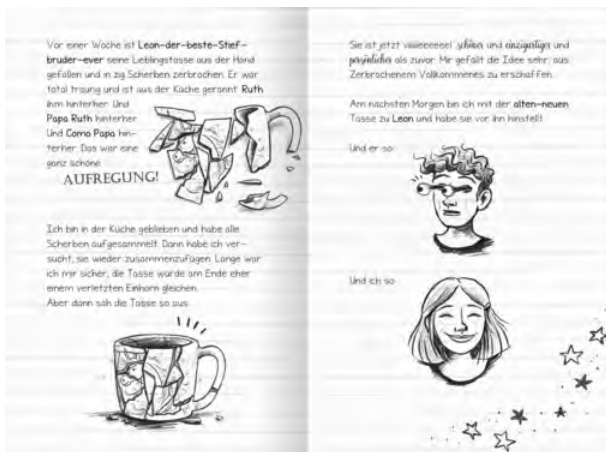 Vor einer Woche ist Leon-der-beste-Stief-
bruder-ever seine Lieblingstasse aus der Hand
gefallen und in zig Scherben zerbrochen. Er war
total traurig und ist aus der Küche gerannt. Ruth
ihm hinterher. Und
Papa Ruth hinterher.
Und Como Papa hin-
terher. Das war eine
ganz schöne
AUFREGUNG!
Ich bin in der Küche geblieben und habe alle
Scherben aufgesammelt. Dann habe ich ver-
sucht, sie wieder zusammenzufügen. Lange war
ich mir sicher, die Tasse würde am Ende eher
einem verletzten Einhorn gleichen.
Aber dann sah die Tasse so aus:
Sie ist jetzt vieeeeeeeel schöner und einzigartiger und
persönlicher als zuvor. Mir gefällt die Idee sehr, aus
Zerbrochenem Vollkommenes zu erschaffen.
Am nächsten Morgen bin ich mit der alten-neuen
Tasse zu Leon und habe sie vor ihn hinstellt.
Und er so:
Und ich so: